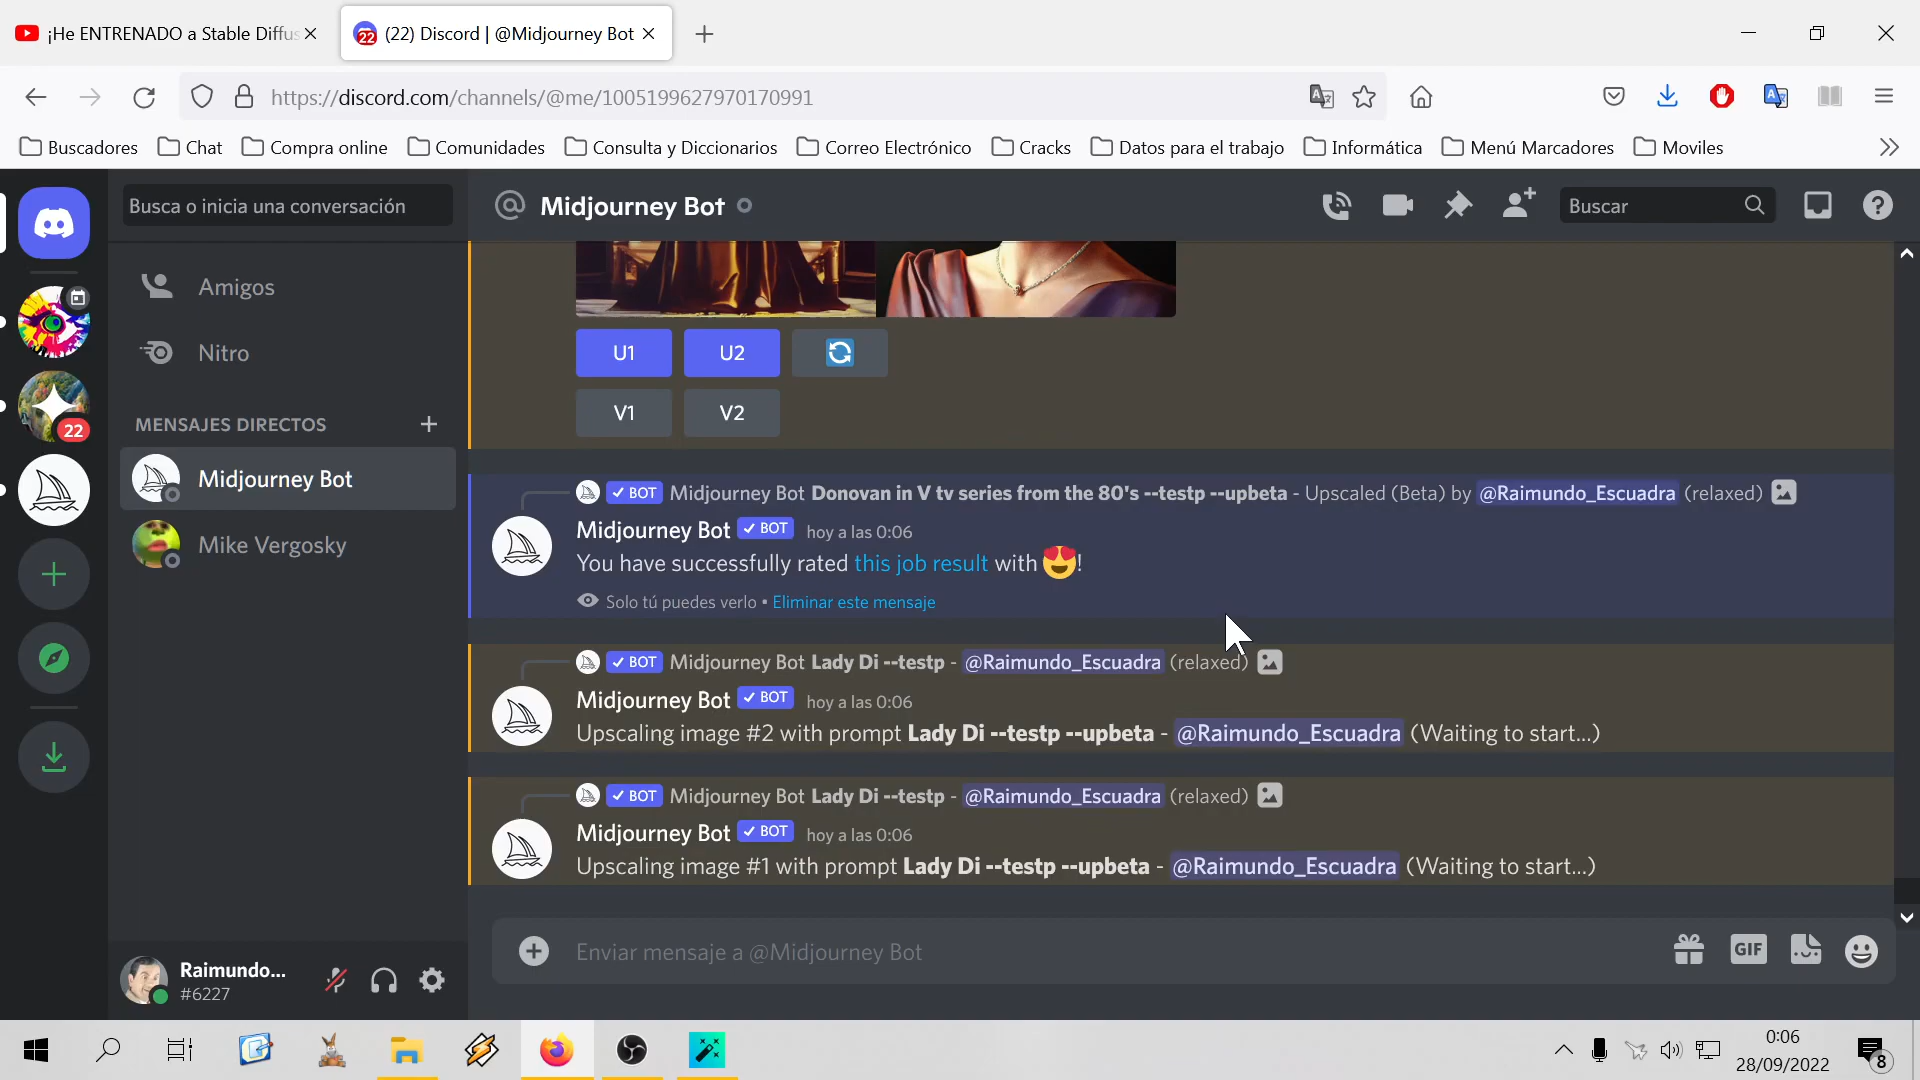 ¡He ENTRENADO a Stable Diffus
22
(22) Discord | @Midjourney Bot
https://discord.com/channels/@me/1005199627970170991
Buscadores
Chat
Compra online
Comunidades
Consulta y Diccionarios
Correo Electrónico
Cracks
Datos para el trabajo
Informática
Menú Marcadores
Moviles
Busca o inicia una conversación
Midjourney Bot
Buscar
Amigos
Nitro
MENSAJES DIRECTOS
22
Midjourney Bot
Mike Vergosky
U1
U2
V1
V2
BOT Midjourney Bot Donovan in V tv series from the 80's --testp --upbeta - Upscaled (Beta) by @Raimundo_Escuadra (relaxed)
Midjourney Bot BOT hoy a las 0:06
You have successfully rated this job result with 😍!
Solo tú puedes verlo • Eliminar este mensaje
BOT Midjourney Bot Lady Di --testp - @Raimundo_Escuadra (relaxed)
Midjourney Bot BOT hoy a las 0:06
Upscaling image #2 with prompt Lady Di --testp --upbeta - @Raimundo_Escuadra (Waiting to start...)
BOT Midjourney Bot Lady Di --testp - @Raimundo_Escuadra (relaxed)
Midjourney Bot BOT hoy a las 0:06
Upscaling image #1 with prompt Lady Di --testp --upbeta - @Raimundo_Escuadra (Waiting to start...)
Enviar mensaje a @Midjourney Bot
GIF
Raimundo...
#6227
0:06
28/09/2022
8